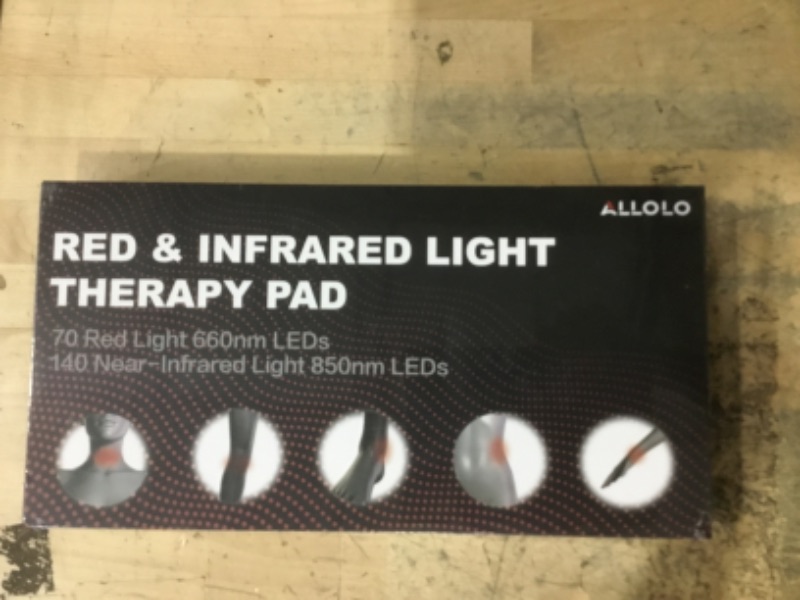 ALLOLO
RED & INFRARED LIGHT
THERAPY PAD
70 Red Light 660nm LEDs
140 Near-Infrared Light 850nm LEDs